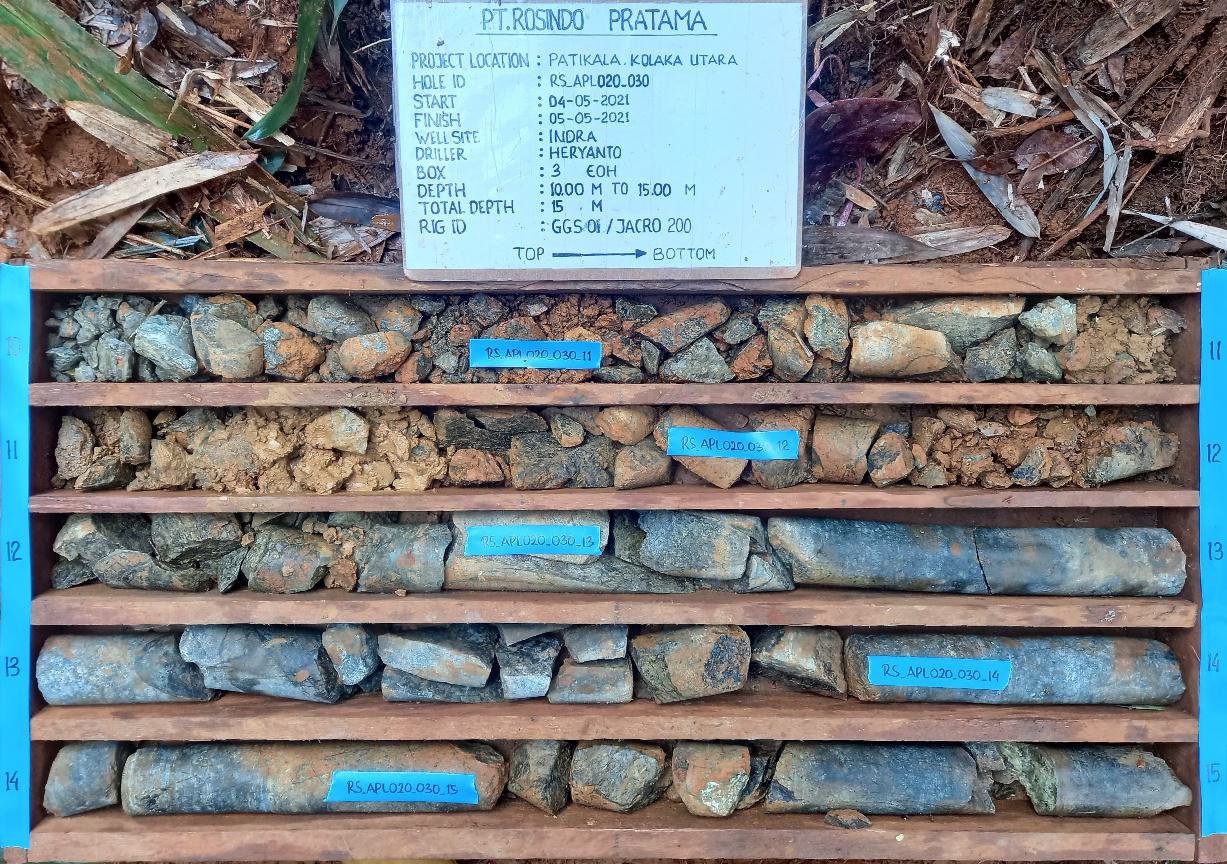 PT.ROSINDO PRATAMA
PROJECT LOCATION : PATIKALA. KOLAKA UTARA
HOLE ID : RS_APL020_030
START : 04-05-2021
FINISH : 05-05-2021
WELLSITE : INDRA
DRILLER : HERYANTO
BOX : 3 EOH
DEPTH : 10.00 M TO 15.00 M
TOTAL DEPTH : 15 . M
RIG ID : GGS 01 / JACRO 200
TOP → BOTTOM
10 RS_APL020_030_11 11
11 RS_APL020_030_12 12
12 RS_APL020_030_13 13
13 RS_APL020_030_14 14
14 RS_APL020_030_15 15